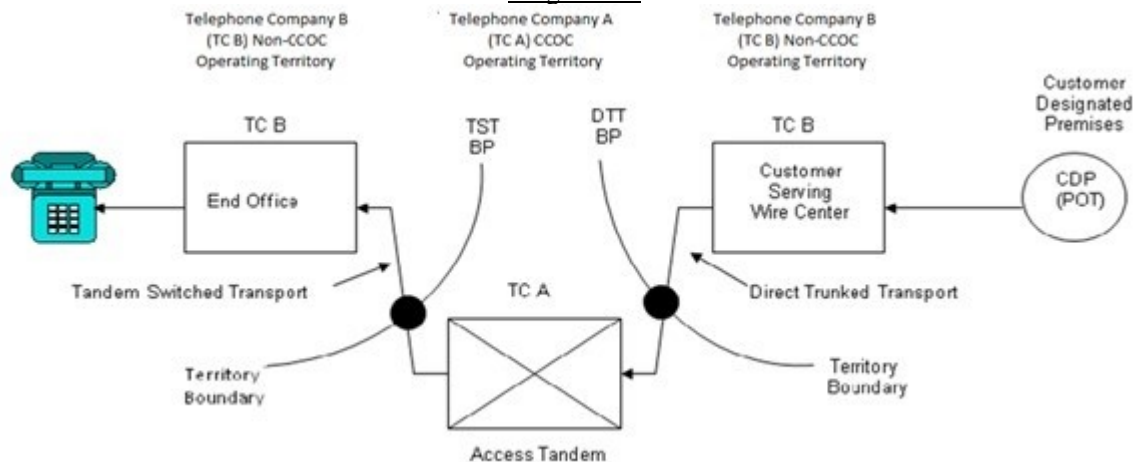 Telephone Company B
(TC B) Non-CCOC
Operating Territory
Telephone Company A
(TC A) CCOC
Operating Territory
Telephone Company B
(TC B) Non-CCOC
Operating Territory
Customer
Designated
Premises
TC B
TST
BP
DTT
BP
TC B
End Office
Customer
Serving
Wire Center
CDP
(POT)
Tandem Switched Transport
TC A
Direct Trunked Transport
Territory
Boundary
Territory
Boundary
Access Tandem